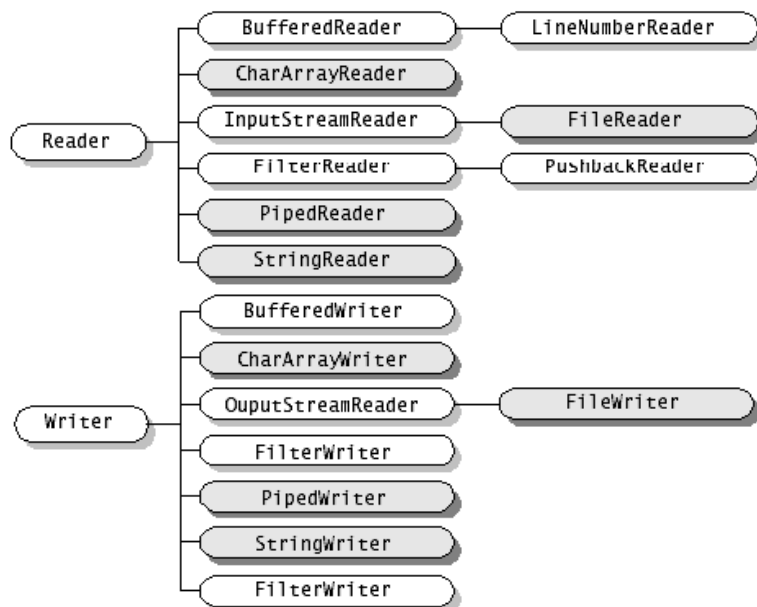 BufferedReader
LineNumberReader
CharArrayReader
Reader
InputStreamReader
FileReader
FilterReader
PushbackReader
PipedReader
StringReader
BufferedWriter
CharArrayWriter
Writer
OuputStreamReader
FileWriter
FilterWriter
PipedWriter
StringWriter
FilterWriter